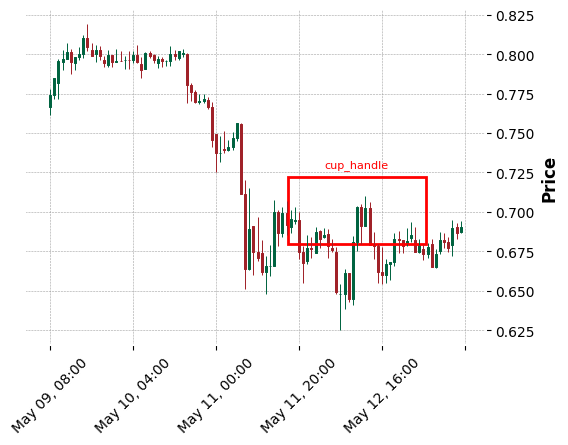 0.825
0.800
0.775
0.750
0.725
0.700
0.675
0.650
0.625
Price
cup_handle
May 09, 08:00
May 10, 04:00
May 11, 00:00
May 11, 20:00
May 12, 16:00